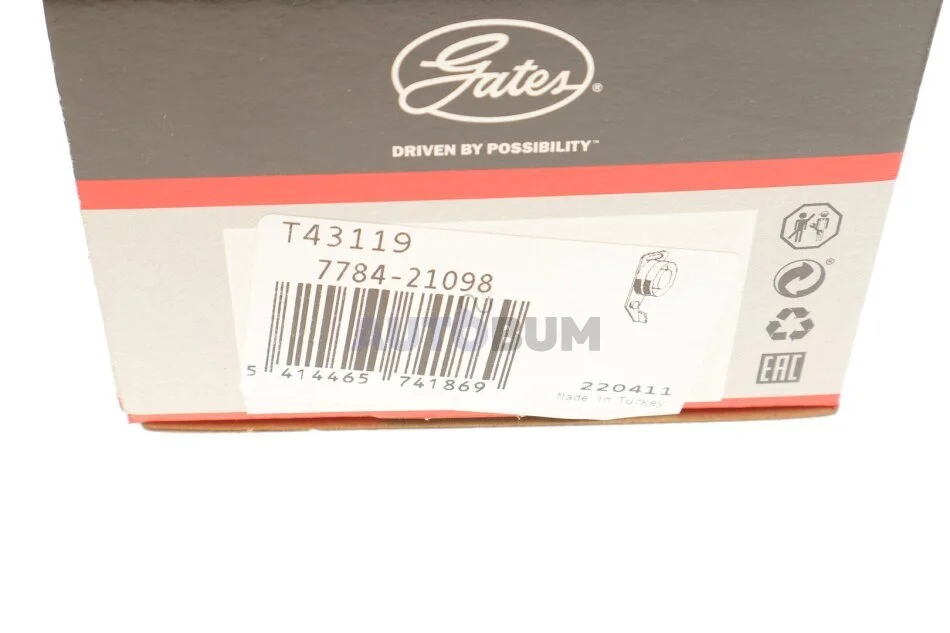 Gates®
DRIVEN BY POSSIBILITY™
T43119
7784-21098
AUTOBUM
5 414465 741869
220411
Made in Turkey
EAC